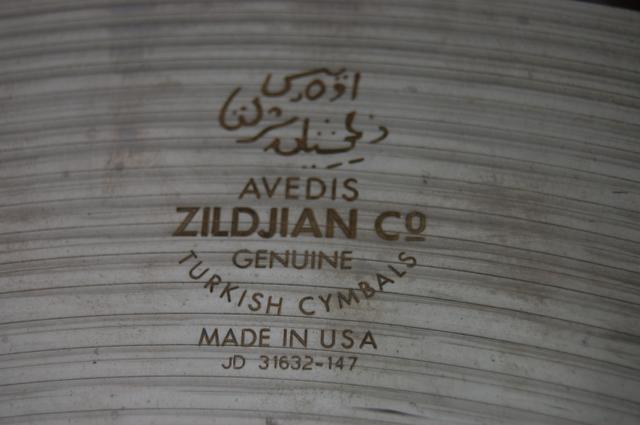 AVEDIS
ZILDJIAN Cº
GENUINE
TURKISH CYMBALS
MADE IN USA
JD 31632-147